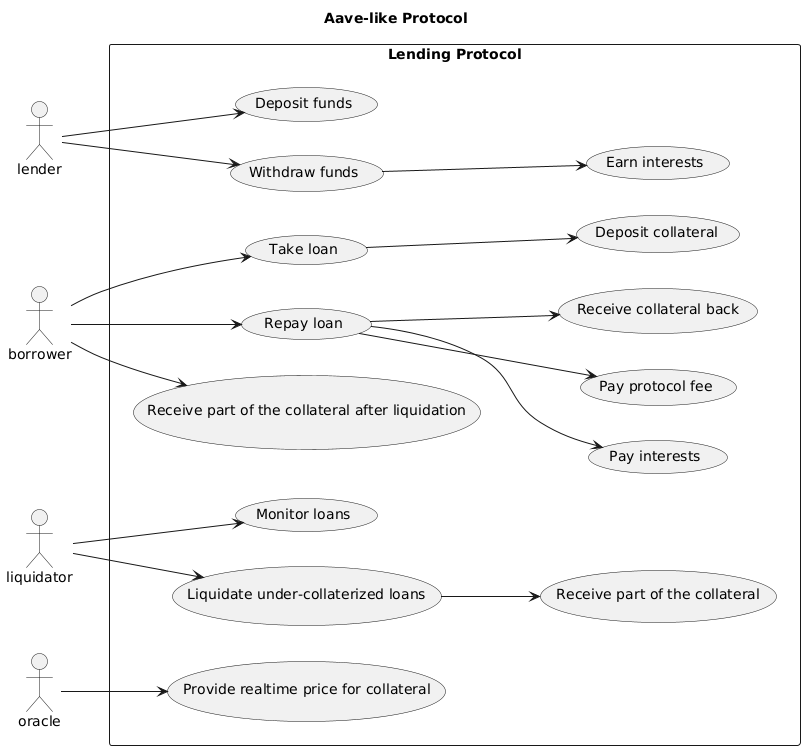 Aave-like Protocol
Lending Protocol
lender
Deposit funds
Withdraw funds
Earn interests
borrower
Take loan
Deposit collateral
Repay loan
Receive collateral back
Pay protocol fee
Pay interests
Receive part of the collateral after liquidation
liquidator
Monitor loans
Liquidate under-collaterized loans
Receive part of the collateral
oracle
Provide realtime price for collateral